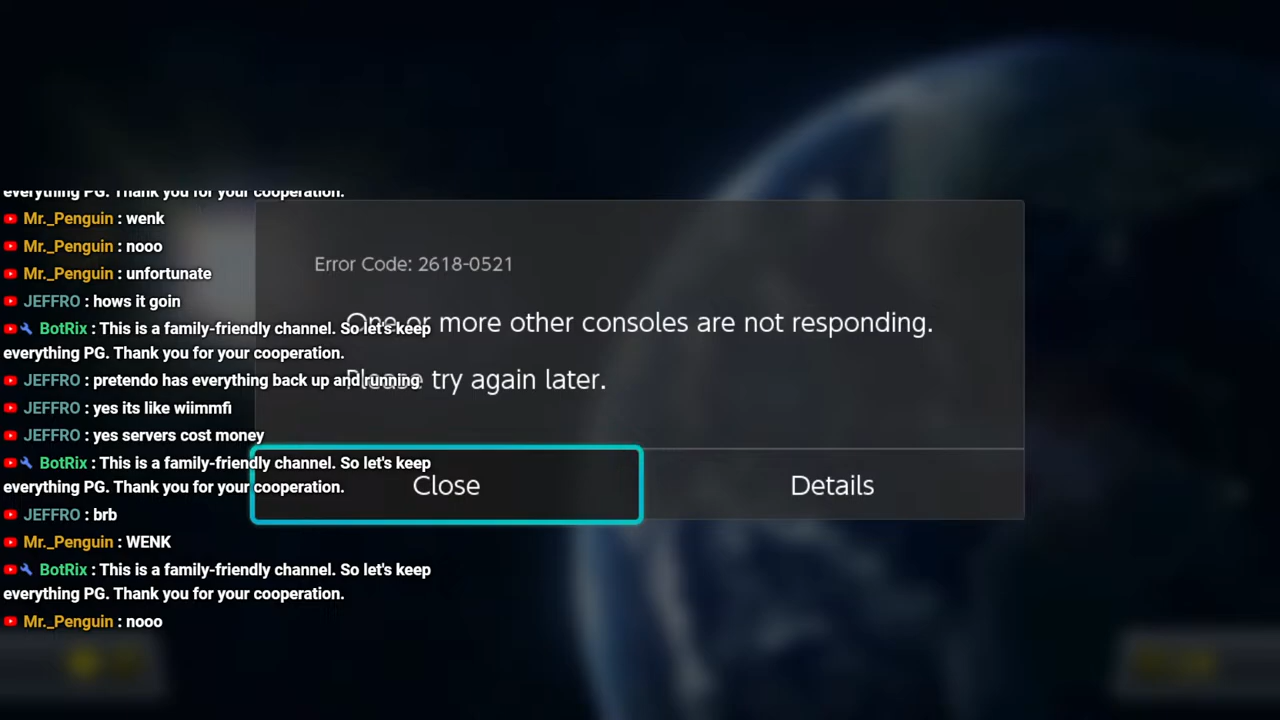 everything PG. Thank you for your cooperation.
Mr._Penguin : wenk
Mr._Penguin : nooo
Mr._Penguin : unfortunate
JEFFRO : hows it goin
BotRix : This is a family-friendly channel. So let's keep
everything PG. Thank you for your cooperation.
JEFFRO : pretendo has everything back up and running
JEFFRO : yes its like wiimmfi
JEFFRO : yes servers cost money
BotRix : This is a family-friendly channel. So let's keep
everything PG. Thank you for your cooperation.
JEFFRO : brb
Mr._Penguin : WENK
BotRix : This is a family-friendly channel. So let's keep
everything PG. Thank you for your cooperation.
Mr._Penguin : nooo
Error Code: 2618-0521
One or more other consoles are not responding.
Please try again later.
Close
Details